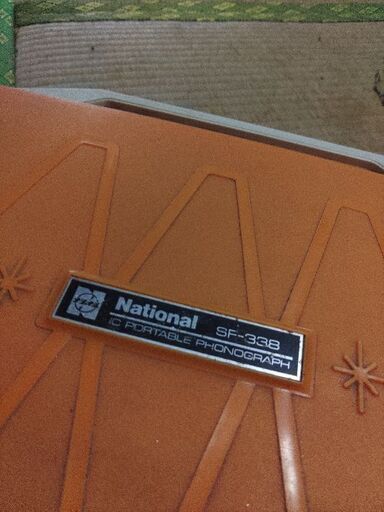 National SF-338
IC PORTABLE PHONOGRAPH